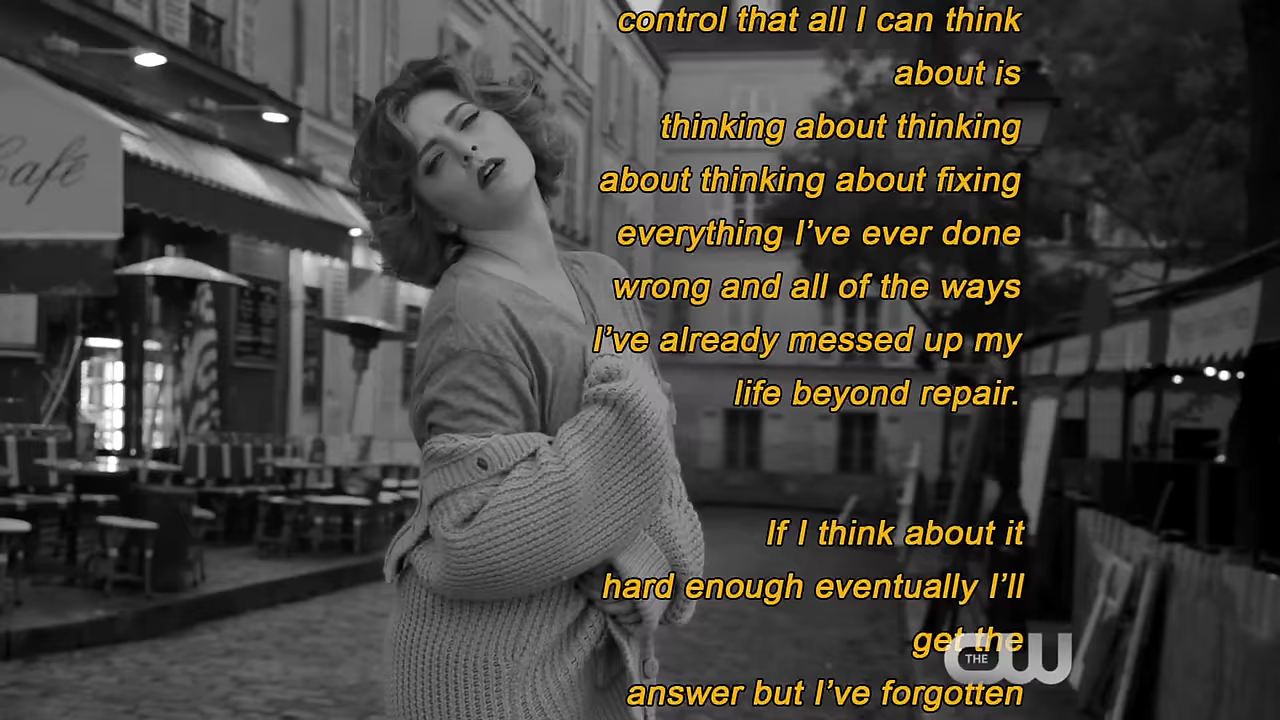 Café
control that all I can think
about is
thinking about thinking
about thinking about fixing
everything I've ever done
wrong and all of the ways
I've already messed up my
life beyond repair.
If I think about it
hard enough eventually I'll
get the
THE CW
answer but I've forgotten